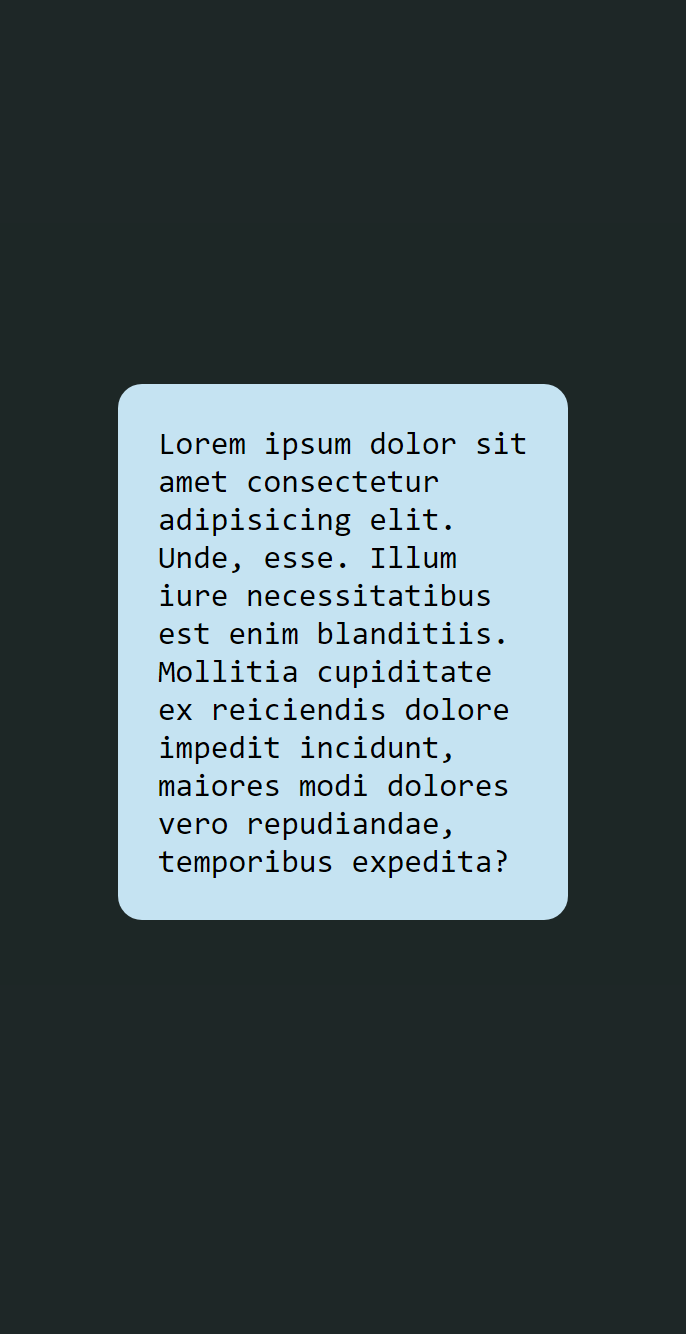 Lorem ipsum dolor sit
amet consectetur
adipisicing elit.
Unde, esse. Illum
iure necessitatibus
est enim blanditiis.
Mollitia cupiditate
ex reiciendis dolore
impedit incidunt,
maiores modi dolores
vero repudiandae,
temporibus expedita?